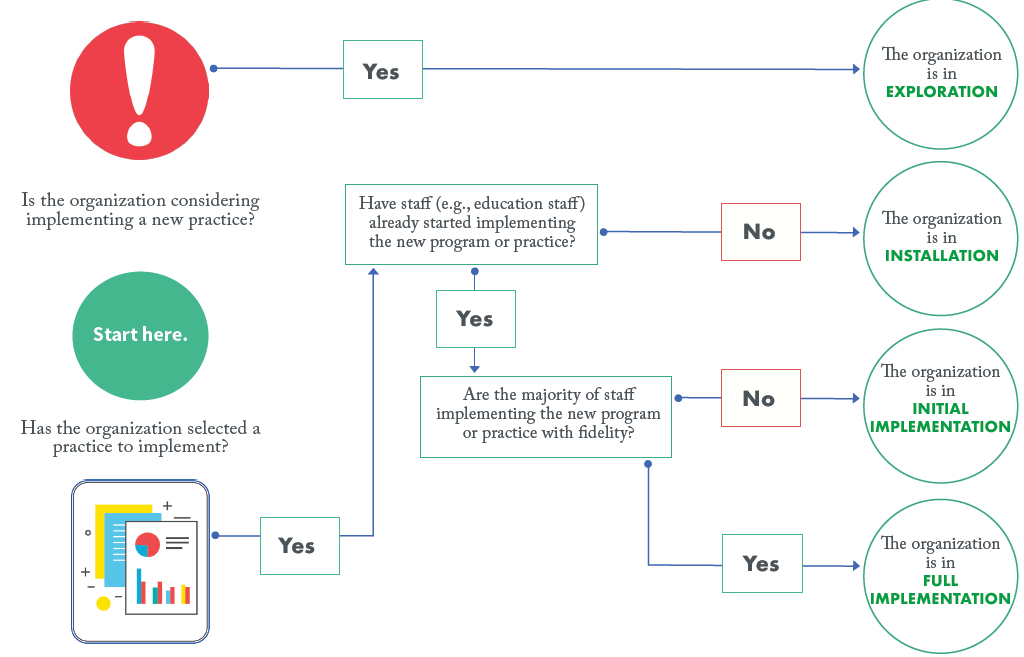 Yes
The organization
is in
EXPLORATION
Is the organization considering
implementing a new practice?
Have staff (e.g., education staff)
already started implementing
the new program or practice?
No
The organization
is in
INSTALLATION
Start here.
Yes
Has the organization selected a
practice to implement?
Are the majority of staff
implementing the new program
or practice with fidelity?
No
The organization
is in
INITIAL
IMPLEMENTATION
Yes
Yes
The organization
is in
FULL
IMPLEMENTATION